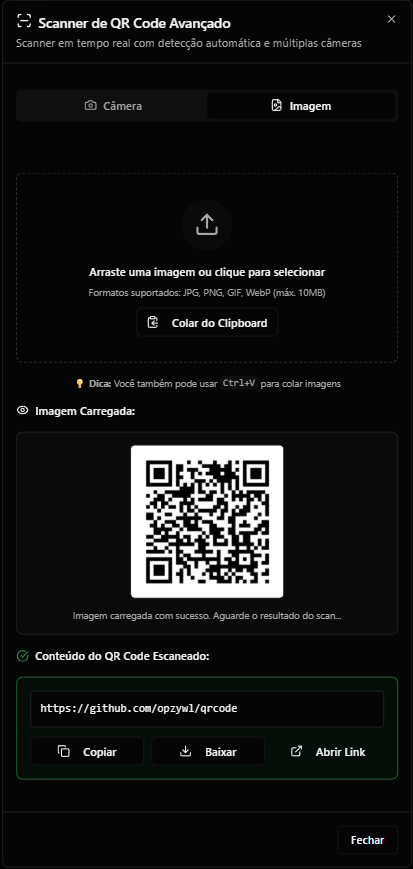 Scanner de QR Code Avançado
Scanner em tempo real com detecção automática e múltiplas câmeras
Câmera
Imagem
Arraste uma imagem ou clique para selecionar
Formatos suportados: JPG, PNG, GIF, WebP (máx. 10MB)
Colar do Clipboard
Dica: Você também pode usar Ctrl+V para colar imagens
Imagem Carregada:
Imagem carregada com sucesso. Aguarde o resultado do scan...
Conteúdo do QR Code Escaneado:
https://github.com/opzywl/qrcode
Copiar
Baixar
Abrir Link
Fechar